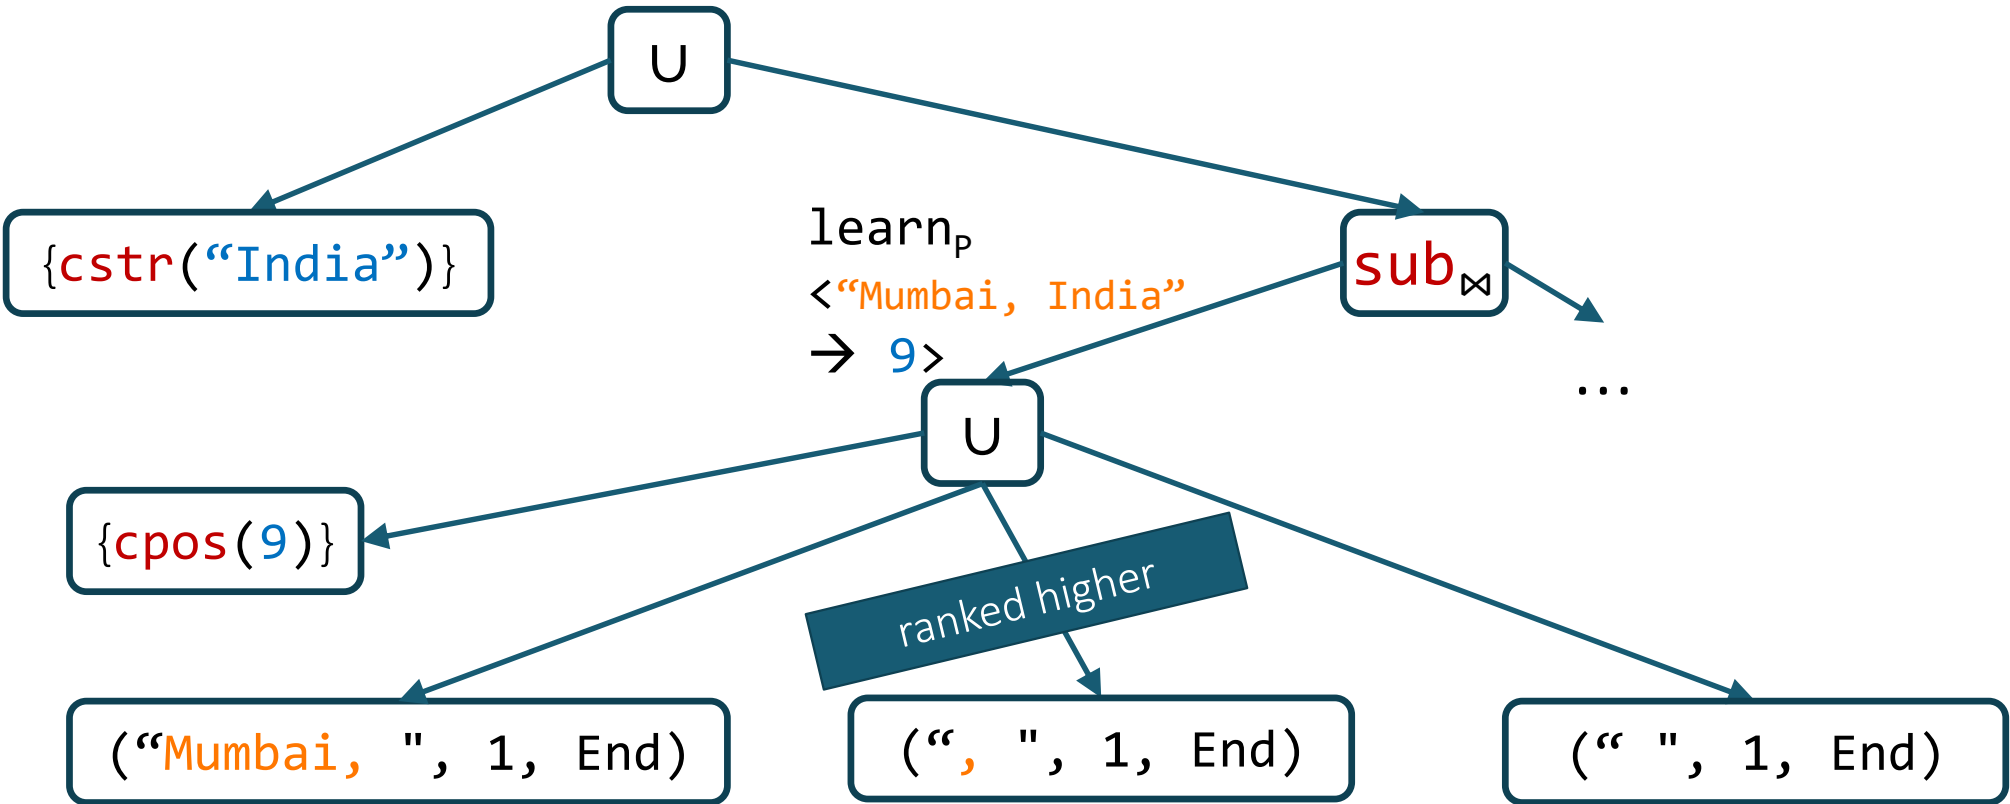 ∪
{cstr(“India”)}
learnP
<“Mumbai, India”
→ 9>
sub⋈
…
∪
{cpos(9)}
ranked higher
(“Mumbai, ", 1, End)
(“, ", 1, End)
(“ ", 1, End)